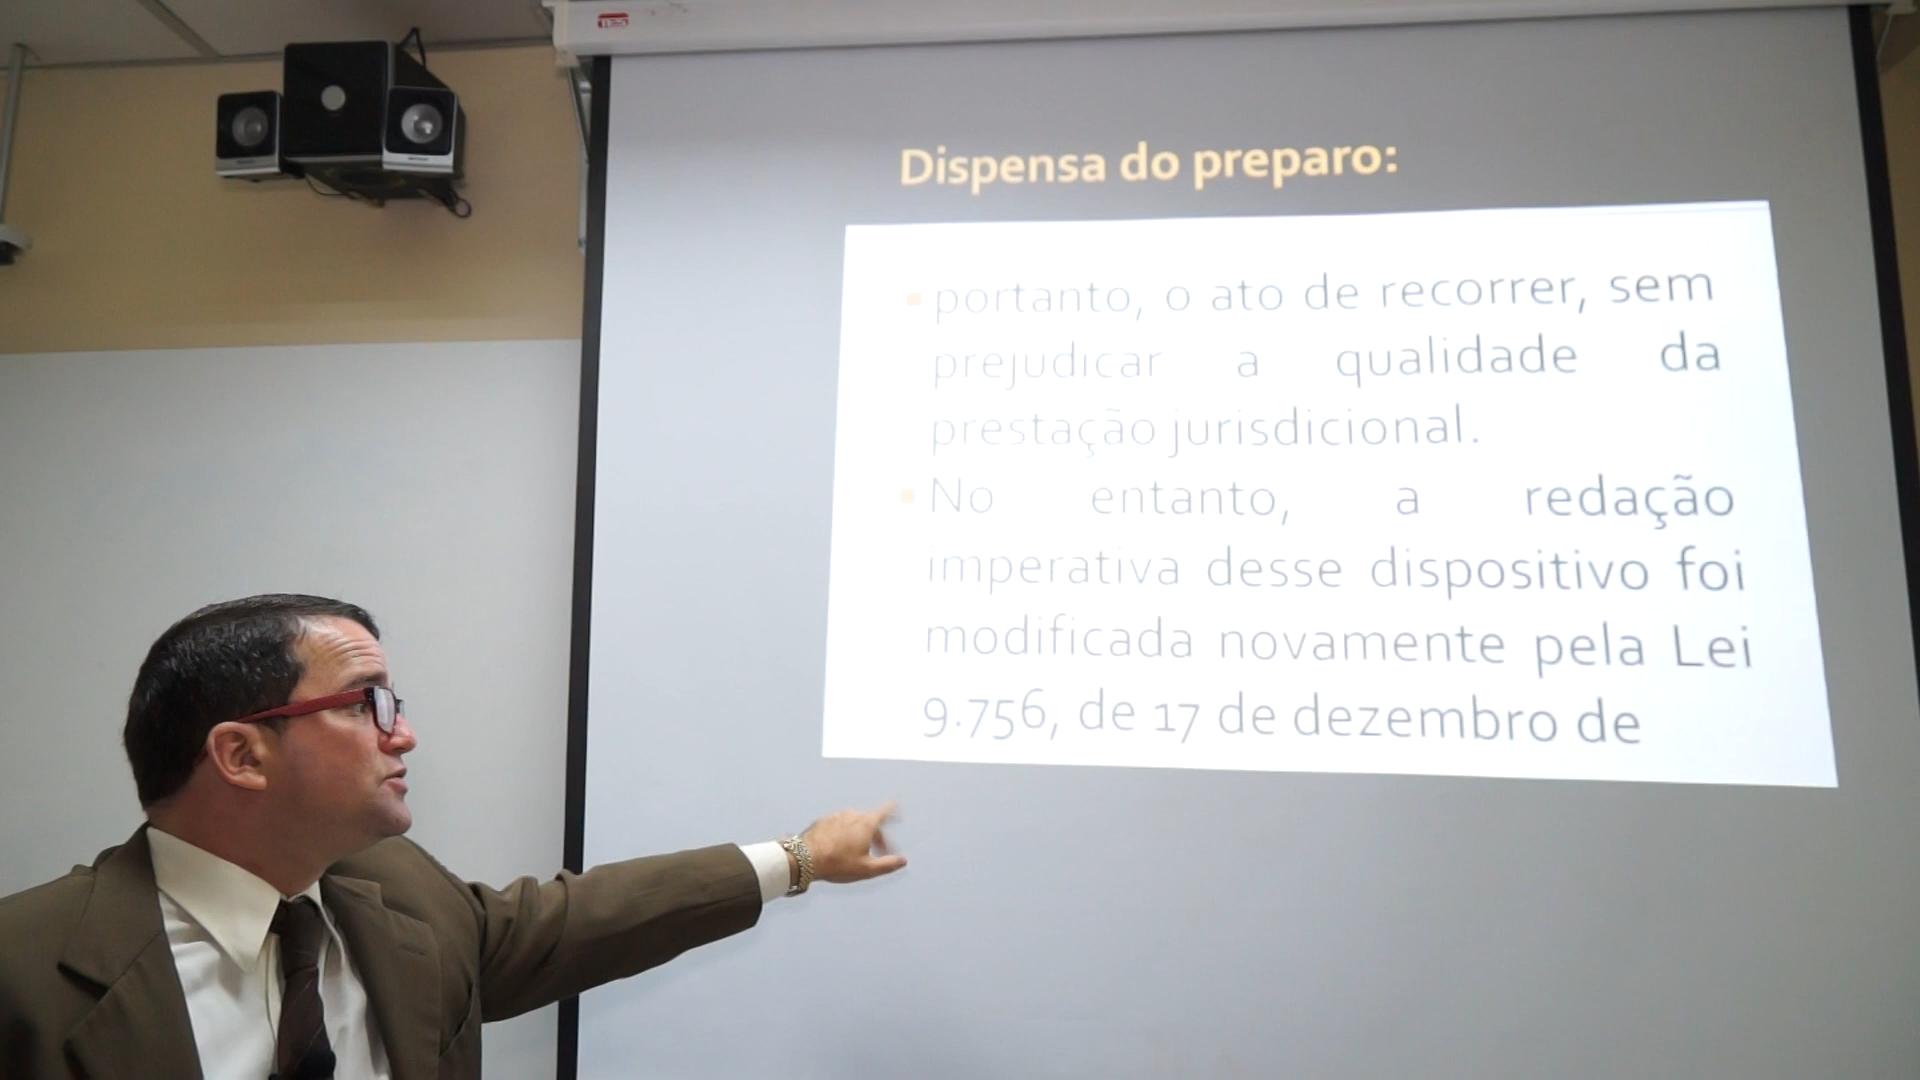 Dispensa do preparo:
portanto, o ato de recorrer, sem
prejudicar a qualidade da
prestação jurisdicional.
No entanto, a redação
imperativa desse dispositivo foi
modificada novamente pela Lei
9.756, de 17 de dezembro de